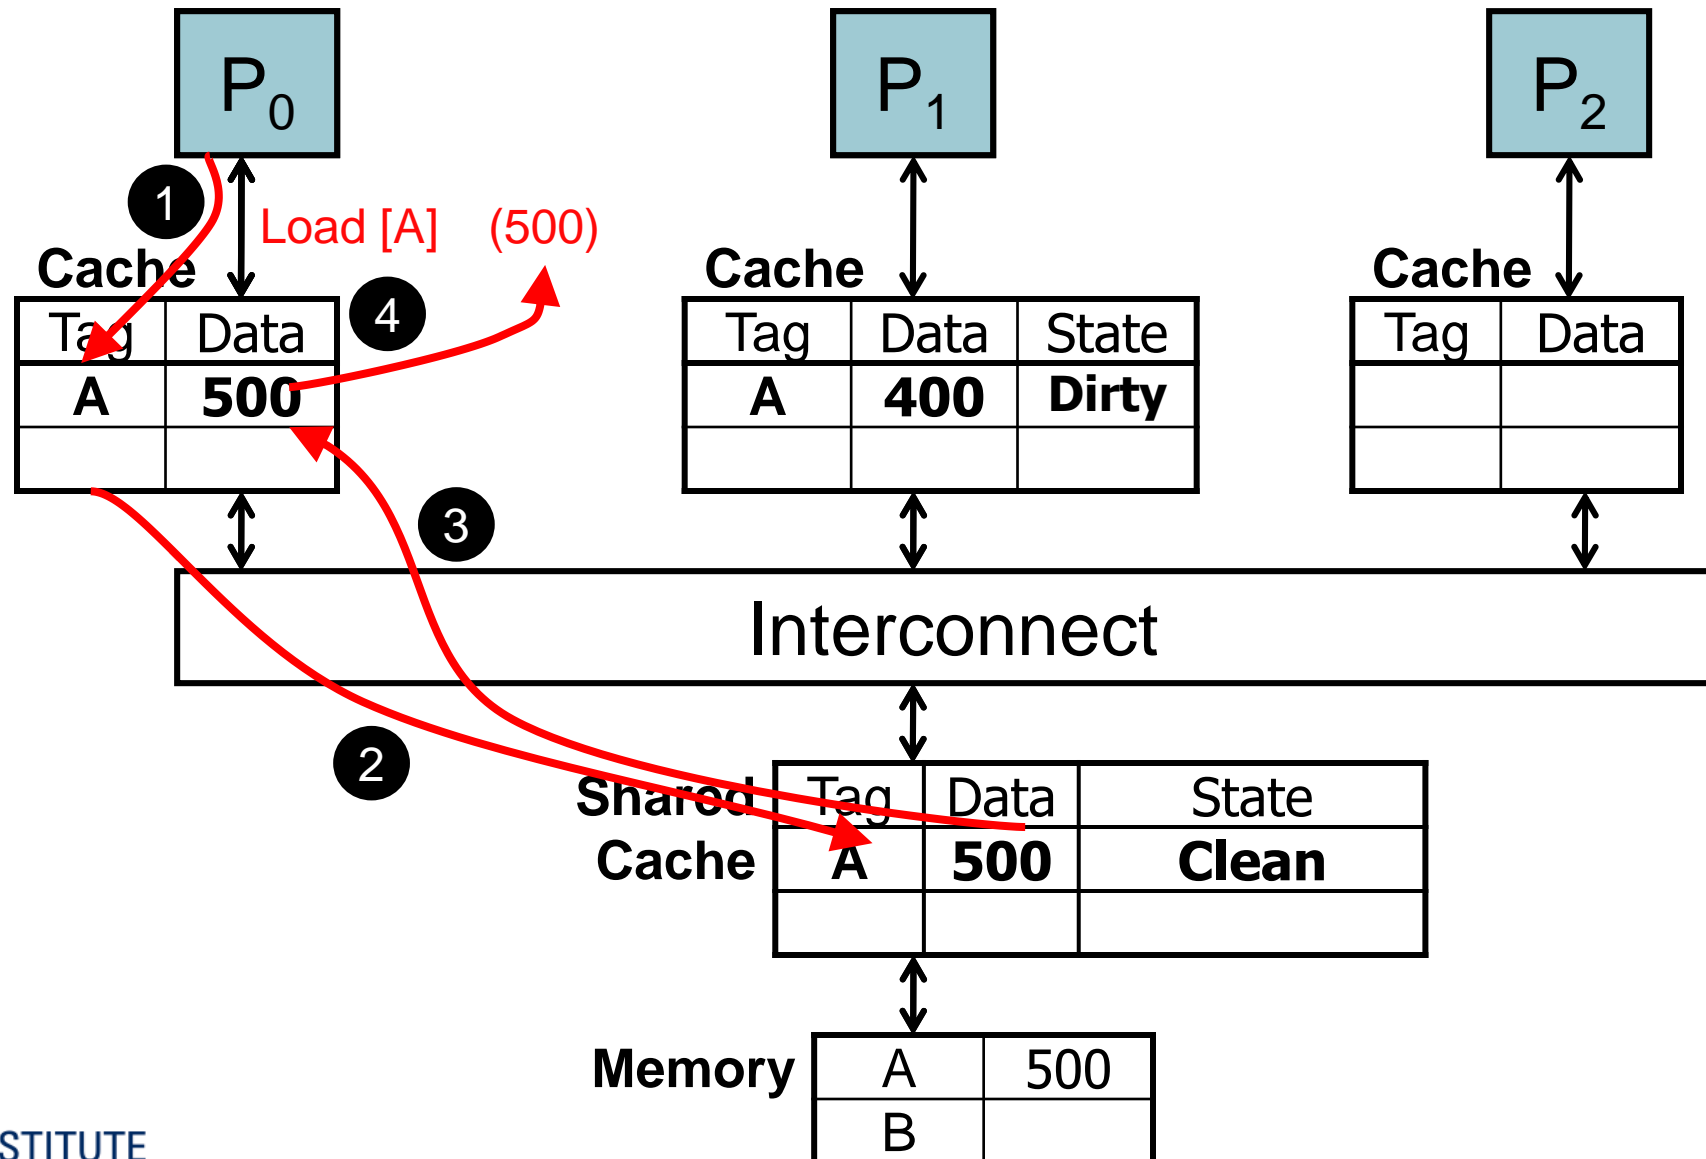 P0 P1 P2
1
Load [A] (500)
Cache Cache Cache
4
Tag Data Tag Data State Tag Data
A 500 A 400 Dirty
3
Interconnect
2
Shared Tag Data State
Cache A 500 Clean
Memory A 500
B
STITUTE